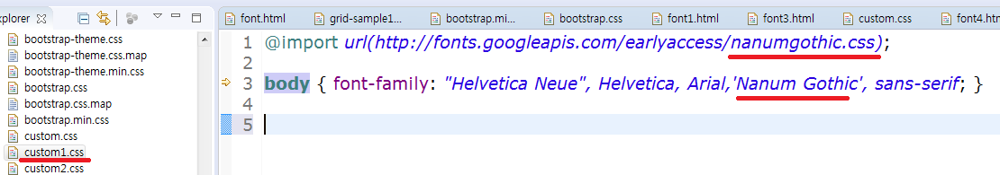 xplorer
bootstrap-theme.css
bootstrap-theme.css.map
bootstrap-theme.min.css
bootstrap.css
bootstrap.css.map
bootstrap.min.css
custom.css
custom1.css
custom2.css
font.html
grid-sample1...
bootstrap.mi...
bootstrap.css
font1.html
font3.html
custom.css
font4.ht
1 @import url(http://fonts.googleapis.com/earlyaccess/nanumgothic.css);
2
3 body { font-family: "Helvetica Neue", Helvetica, Arial,'Nanum Gothic', sans-serif; }
4
5